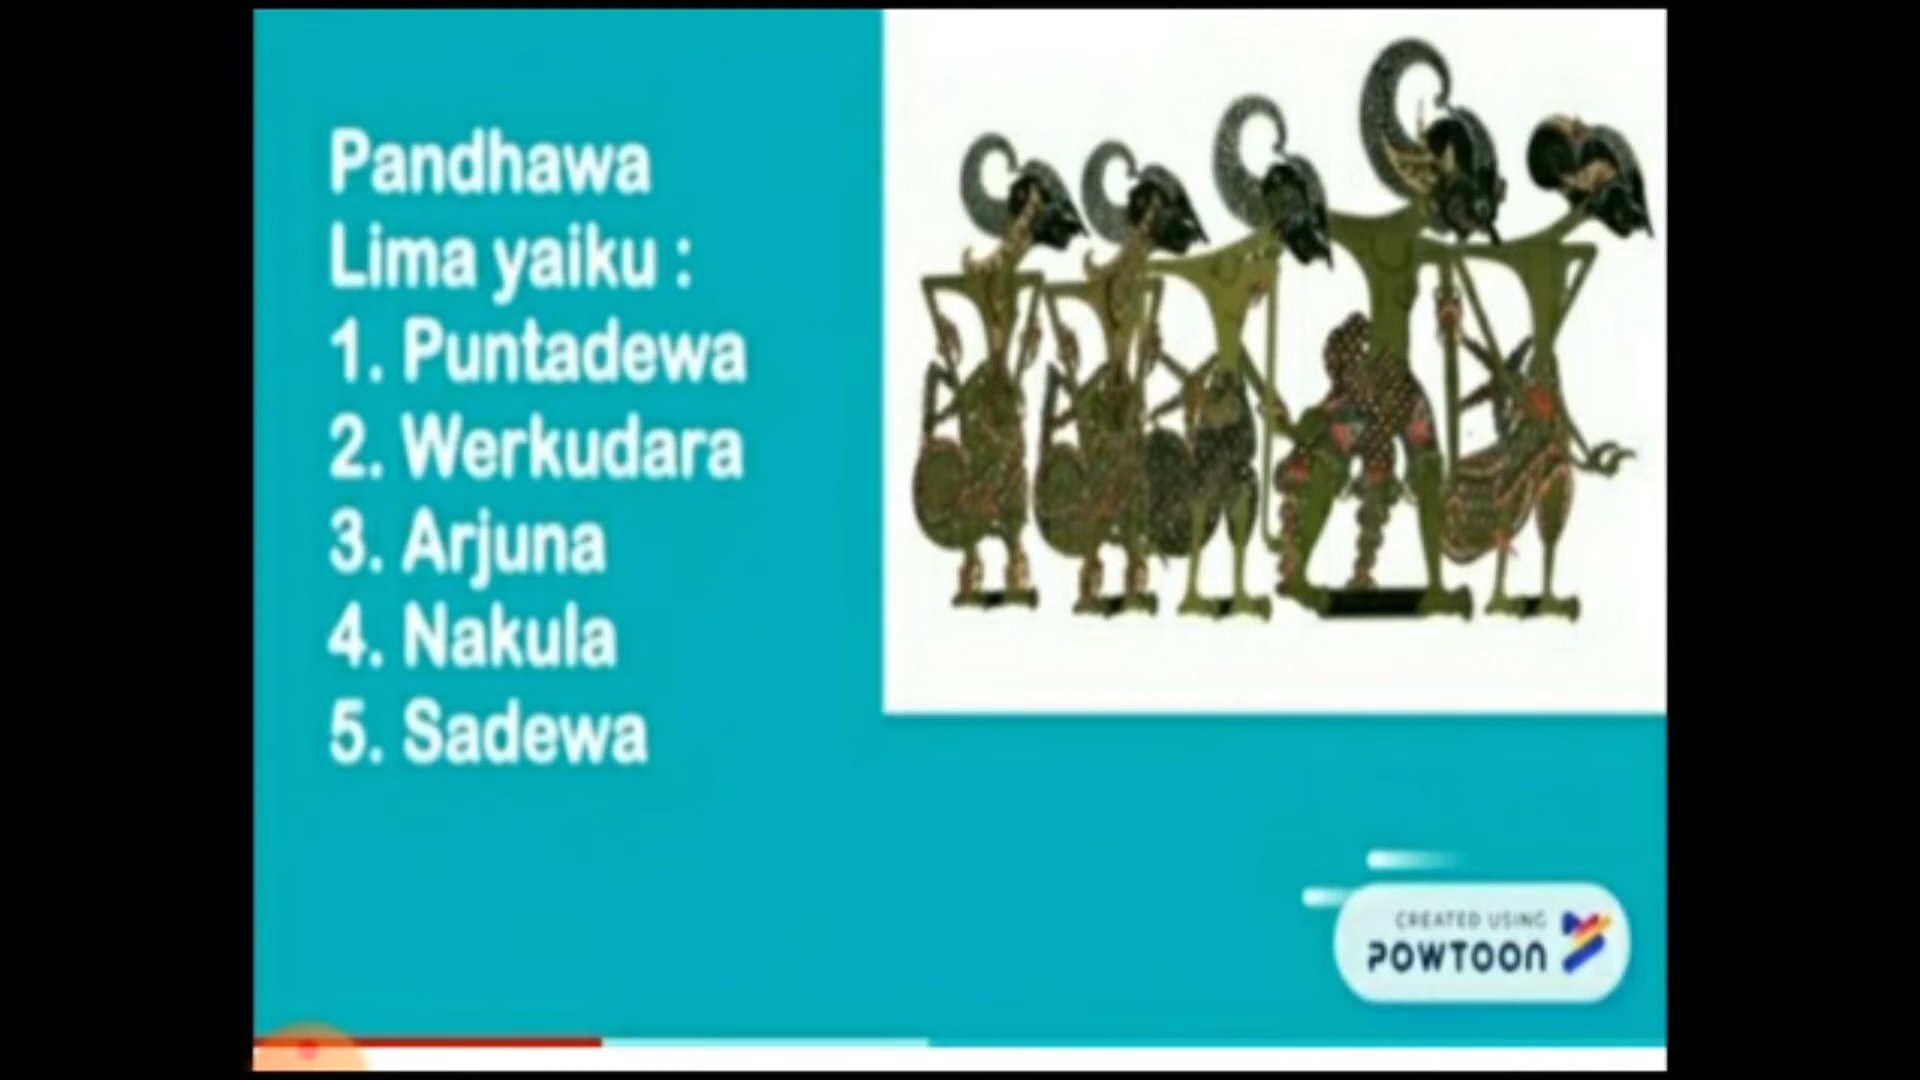 Pandhawa
Lima yaiku :
1. Puntadewa
2. Werkudara
3. Arjuna
4. Nakula
5. Sadewa
CREATED USING
POWTOON